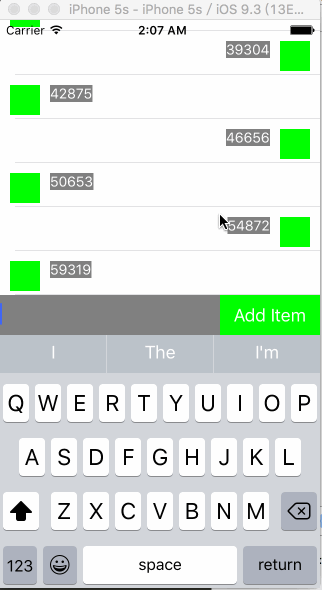 iPhone 5s - iPhone 5s / iOS 9.3 (13E...
Carrier 2:07 AM
39304
42875
46656
50653
54872
59319
Add Item
I The I'm
Q W E R T Y U I O P
A S D F G H J K L
Z X C V B N M
123 space return